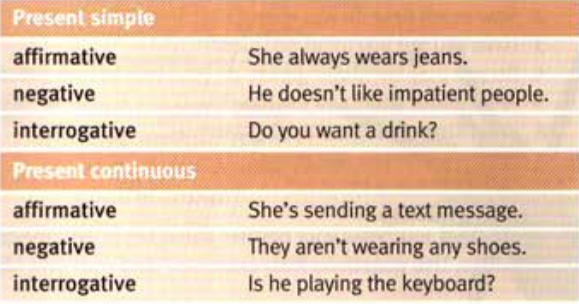 Present simple
affirmative She always wears jeans.
negative He doesn't like impatient people.
interrogative Do you want a drink?
Present continuous
affirmative She's sending a text message.
negative They aren't wearing any shoes.
interrogative Is he playing the keyboard?